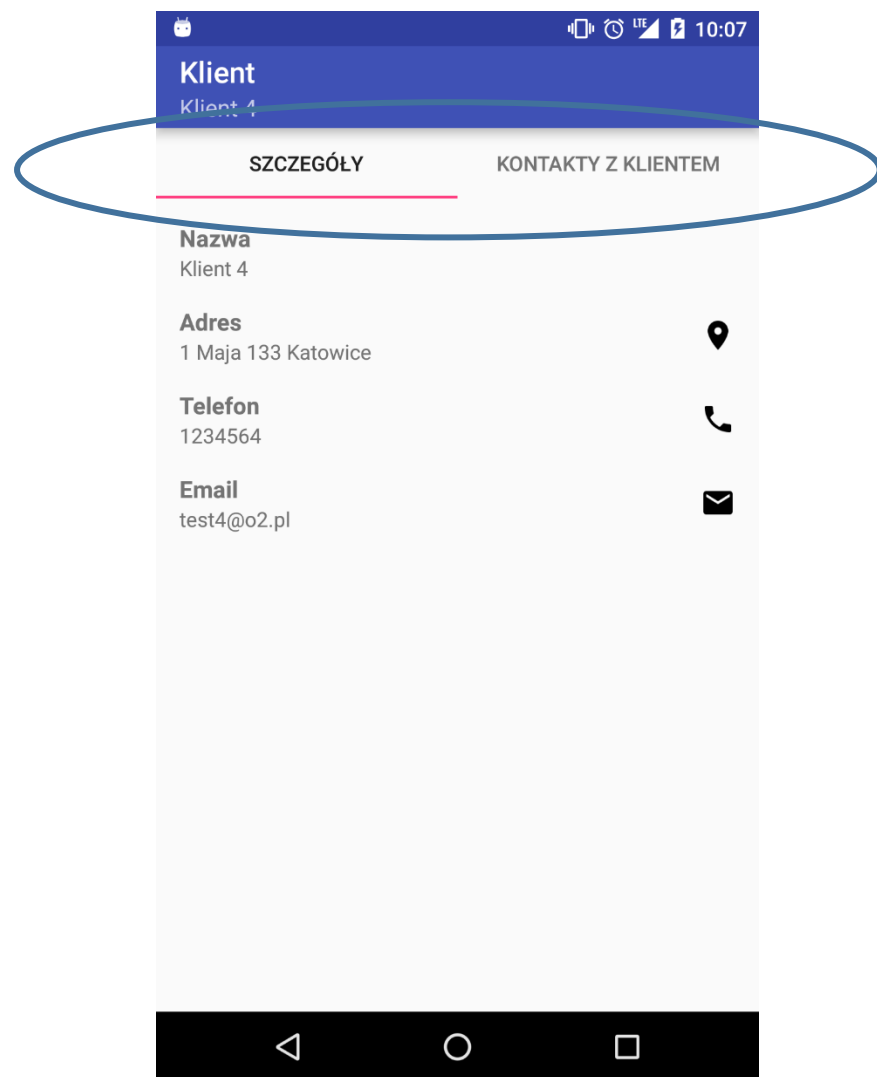 LTE 10:07
Klient
Klient 4
SZCZEGÓŁY KONTAKTY Z KLIENTEM
Nazwa
Klient 4
Adres
1 Maja 133 Katowice
Telefon
1234564
Email
test4@o2.pl